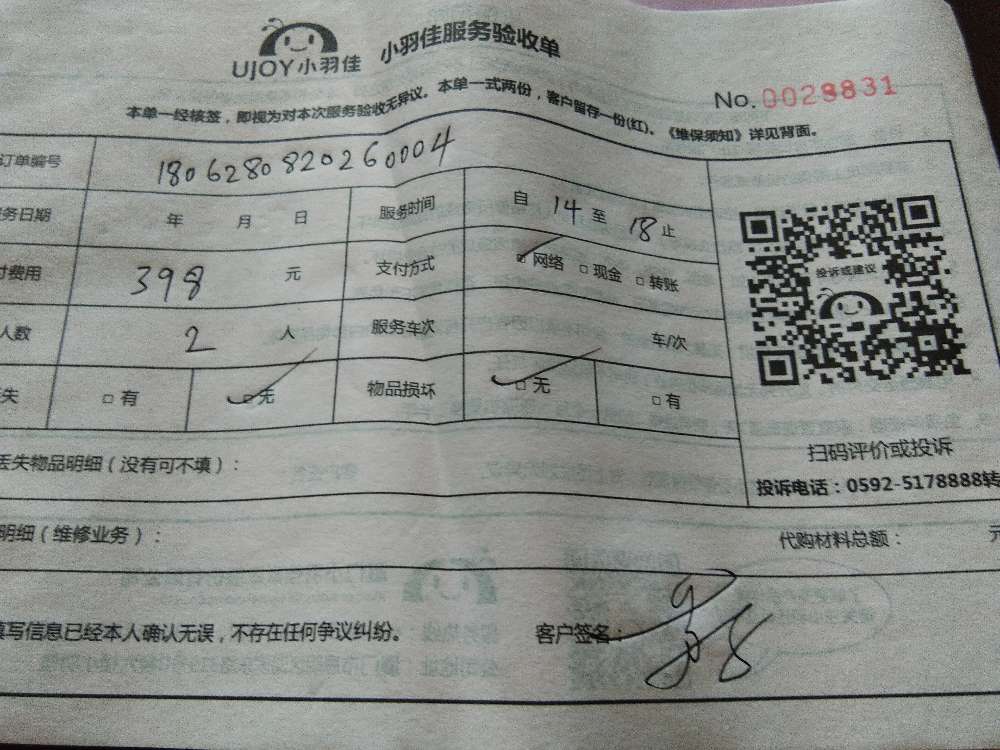 UJOY小羽佳 小羽佳服务验收单
No.0029831
本单一经核签，即视为对本次服务验收无异议。本单一式两份，客户留存一份(红)。《维保须知》详见背面。
订单编号 1806280820260004
务日期 年 月 日 服务时间 自 14 至 18 止
付费用 398 元 支付方式 □网络 □现金 □转账
人数 2 人 服务车次 车/次
失 □有 □无 物品损坏 □无 □有
投诉或建议
扫码评价或投诉
投诉电话：0592-5178888转
丢失物品明细（没有可不填）：
明细（维修业务）： 代购材料总额： 元
填写信息已经本人确认无误，不存在任何争议纠纷。 客户签名：